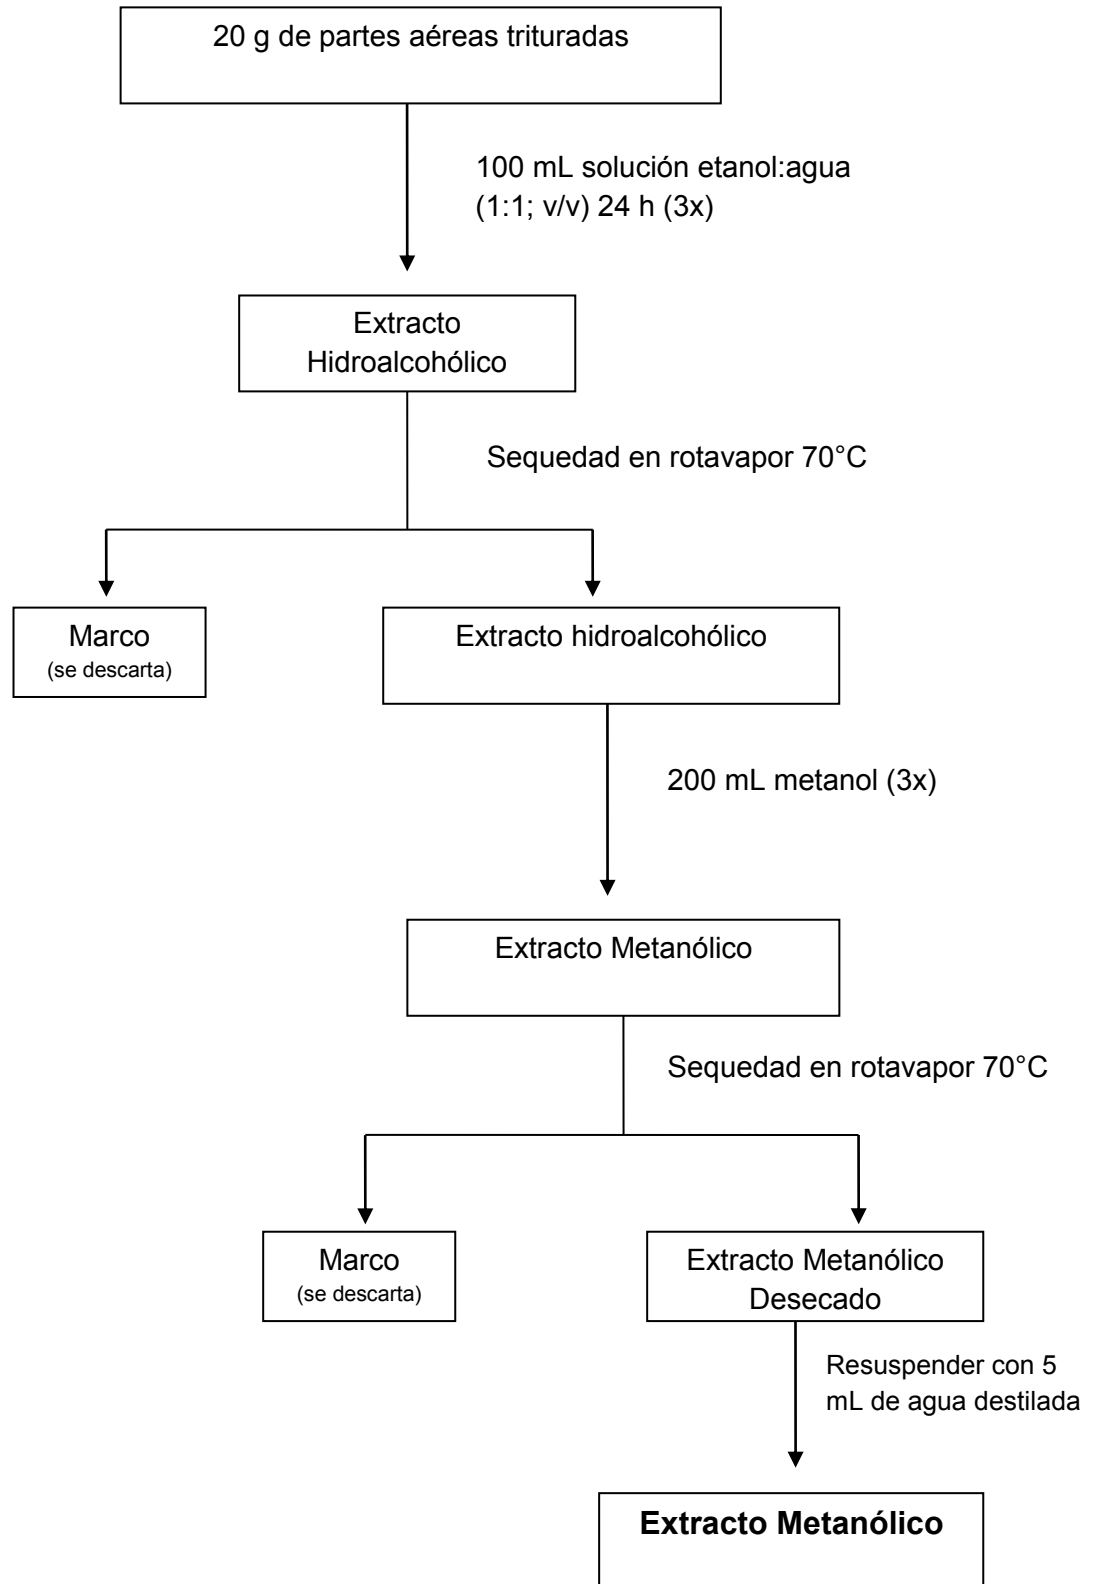 20 g de partes aéreas trituradas
100 mL solución etanol:agua
(1:1; v/v) 24 h (3x)
Extracto
Hidroalcohólico
Sequedad en rotavapor 70°C
Marco
(se descarta)
Extracto hidroalcohólico
200 mL metanol (3x)
Extracto Metanólico
Sequedad en rotavapor 70°C
Marco
(se descarta)
Extracto Metanólico
Desecado
Resuspender con 5
mL de agua destilada
Extracto Metanólico